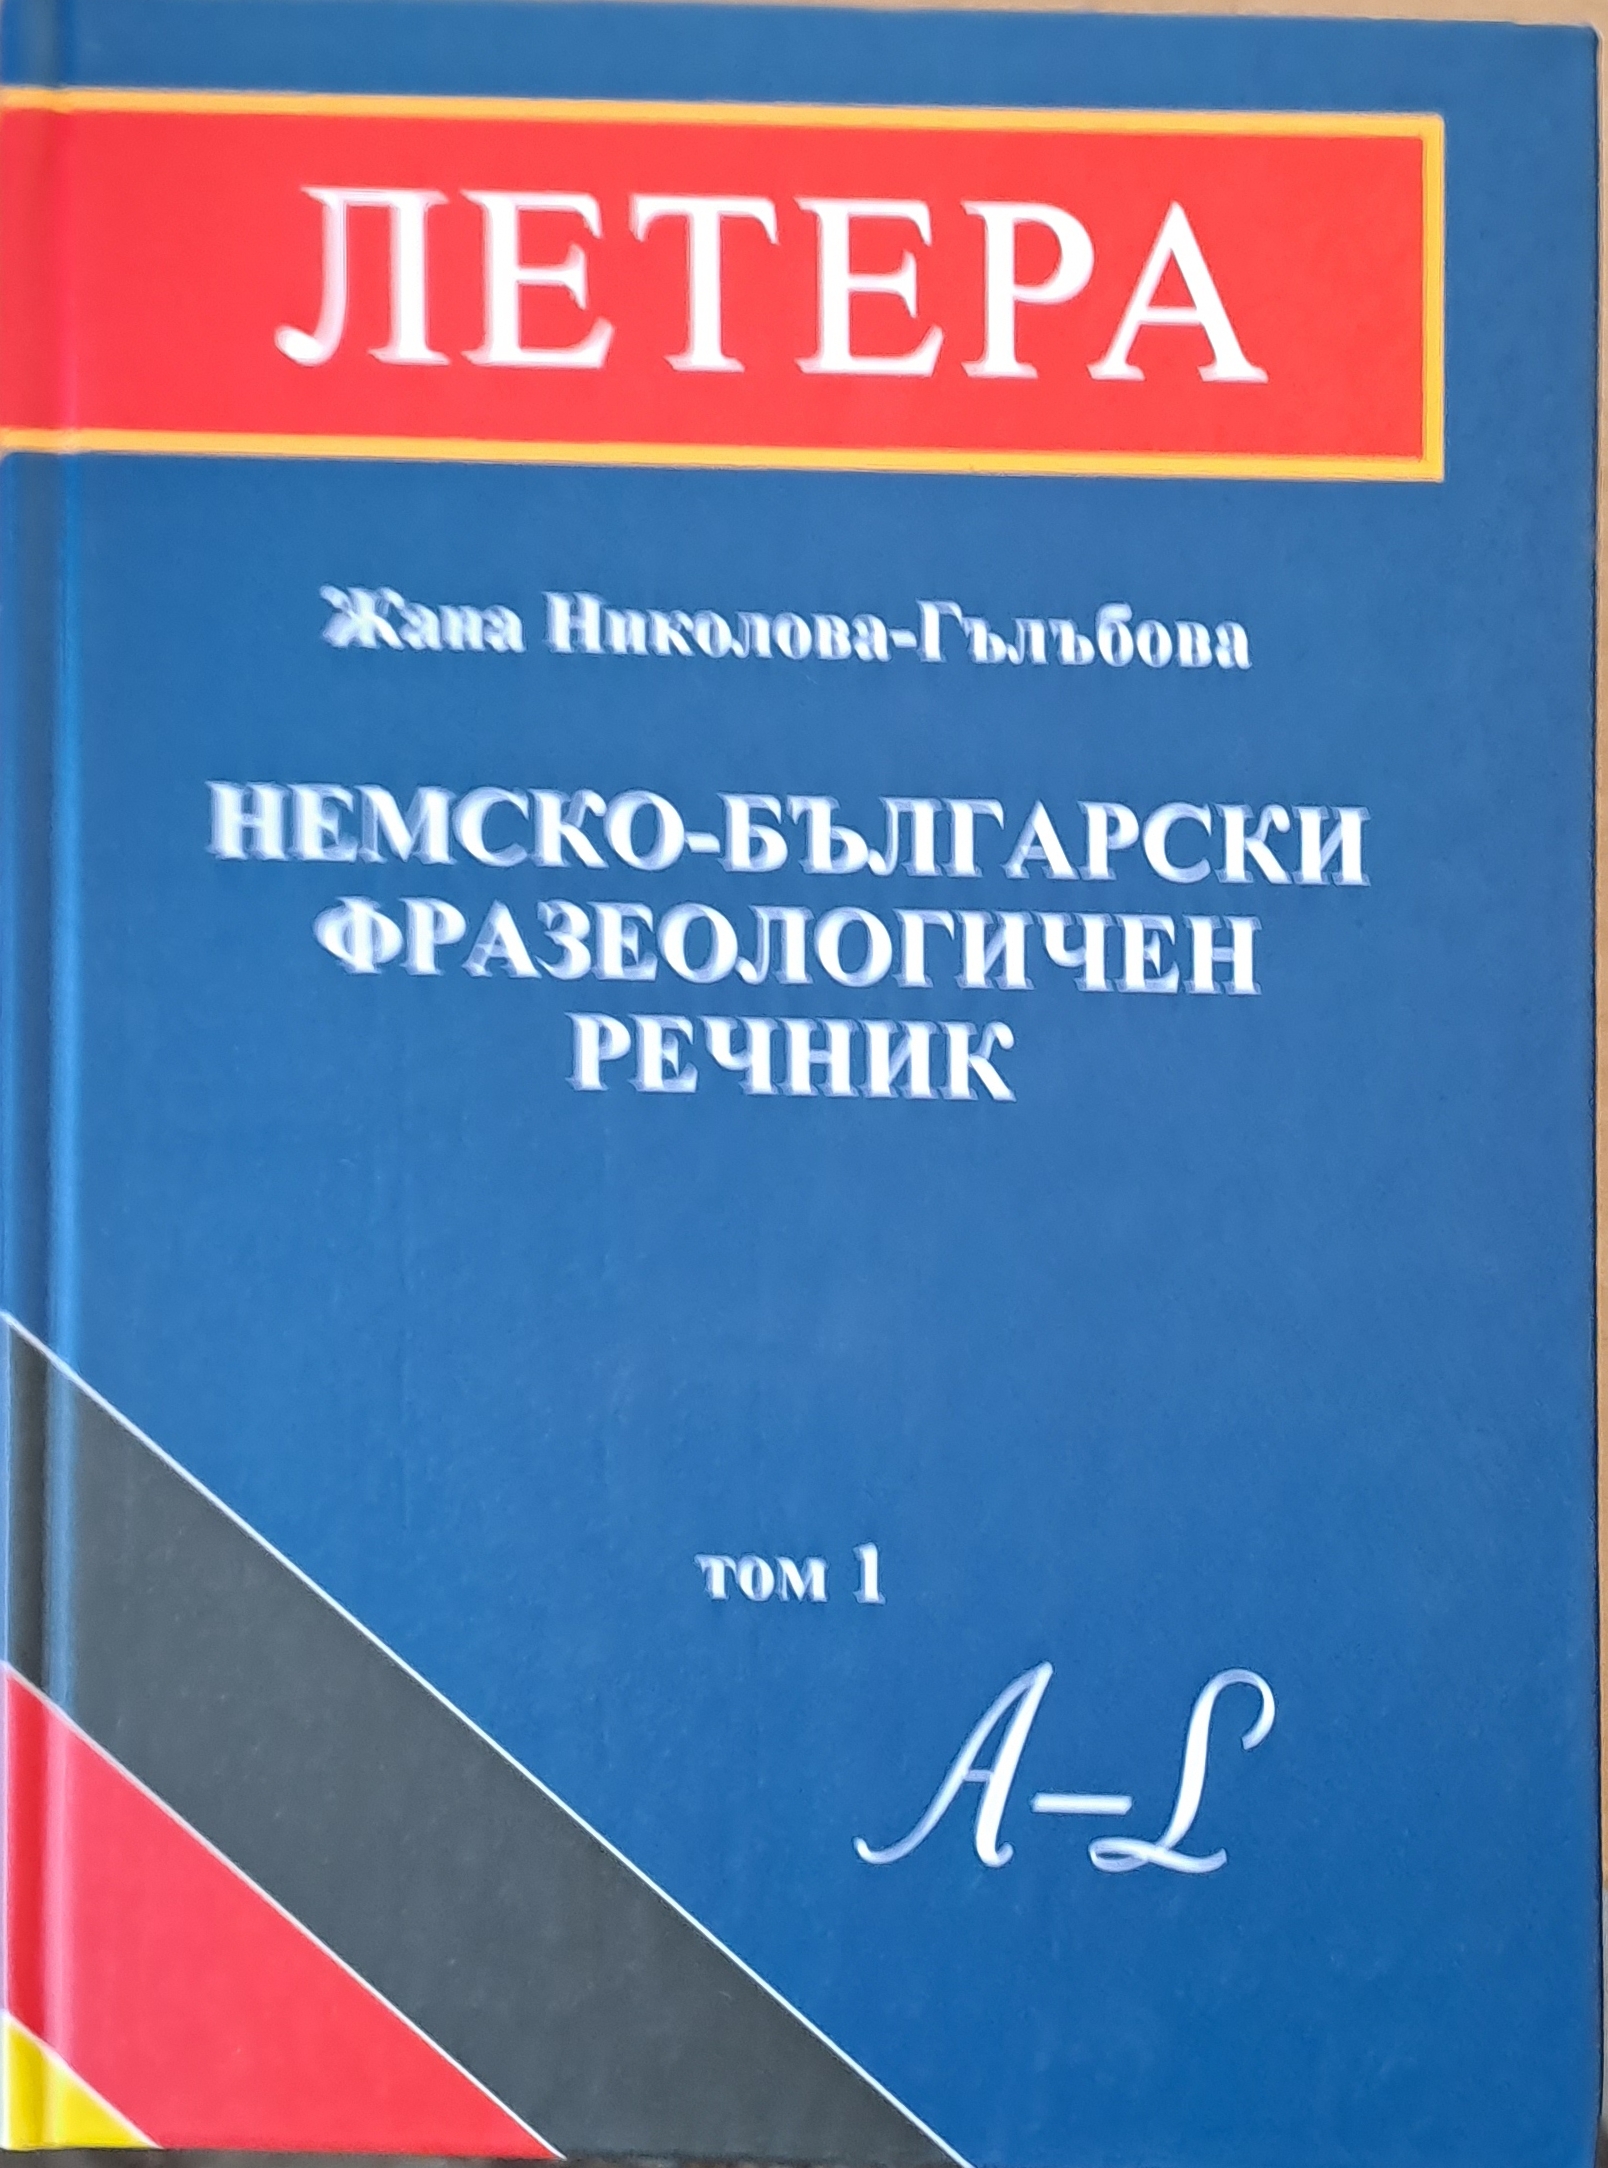 ЛЕТЕРА
Жана Николова-Гълъбова
НЕМСКО-БЪЛГАРСКИ
ФРАЗЕОЛОГИЧЕН
РЕЧНИК
том 1
A–L